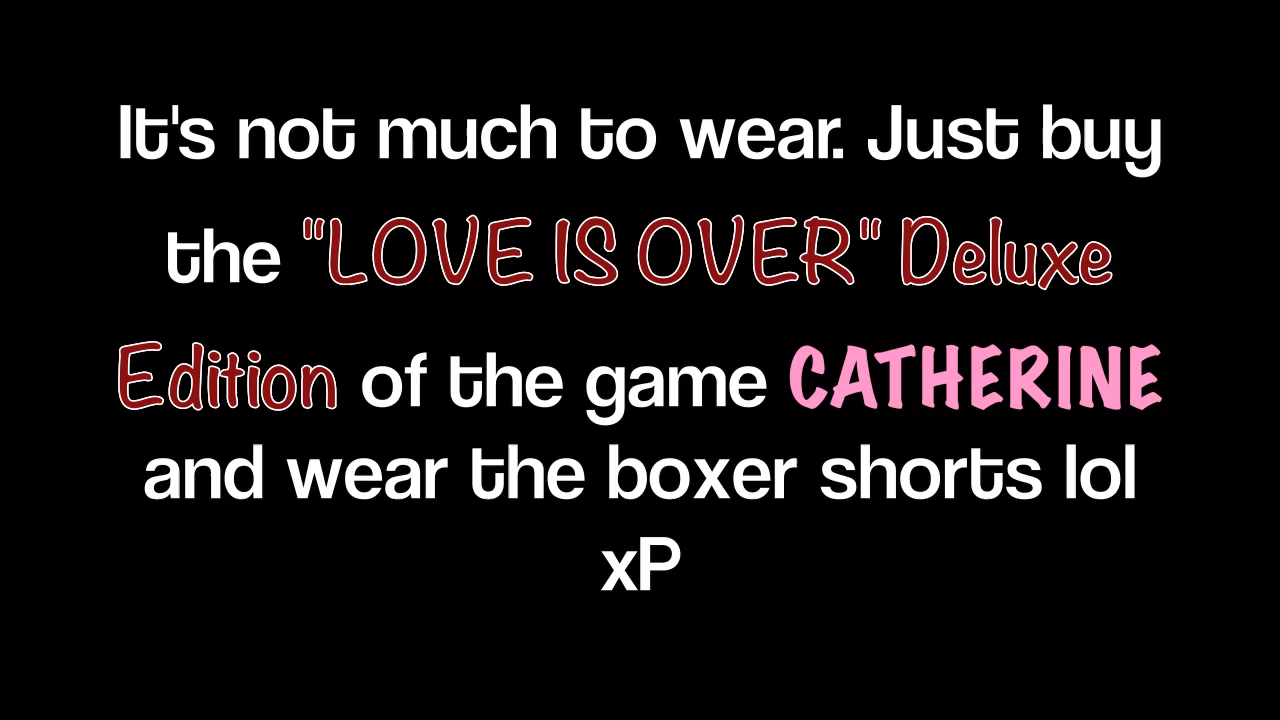 It's not much to wear. Just buy
the "LOVE IS OVER" Deluxe
Edition of the game CATHERINE
and wear the boxer shorts lol
xP